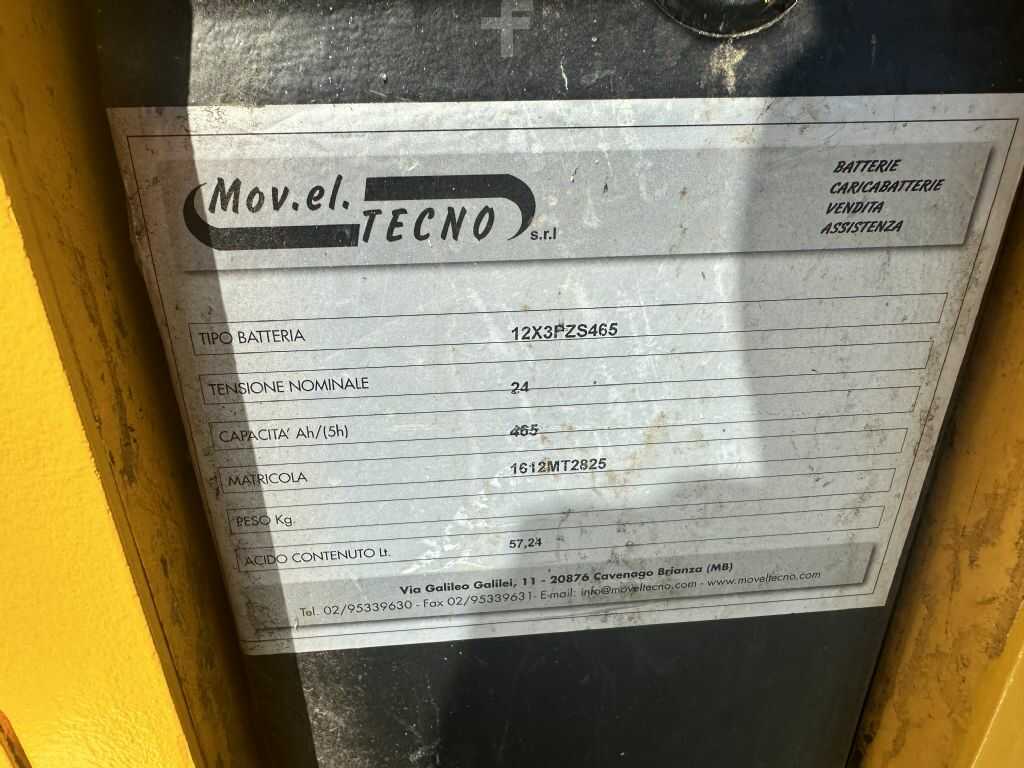 Mov.el.
TECNO s.r.l
BATTERIE
CARICABATTERIE
VENDITA
ASSISTENZA
TIPO BATTERIA 12X3PZS465
TENSIONE NOMINALE 24
CAPACITA' Ah/(5h) 465
MATRICOLA 1612MT2825
PESO Kg.
ACIDO CONTENUTO Lt. 57,24
Via Galileo Galilei, 11 - 20876 Cavenago Brianza (MB)
Tel. 02/95339630 - Fax 02/95339631- E-mail: info@moveltecno.com - www.moveltecno.com